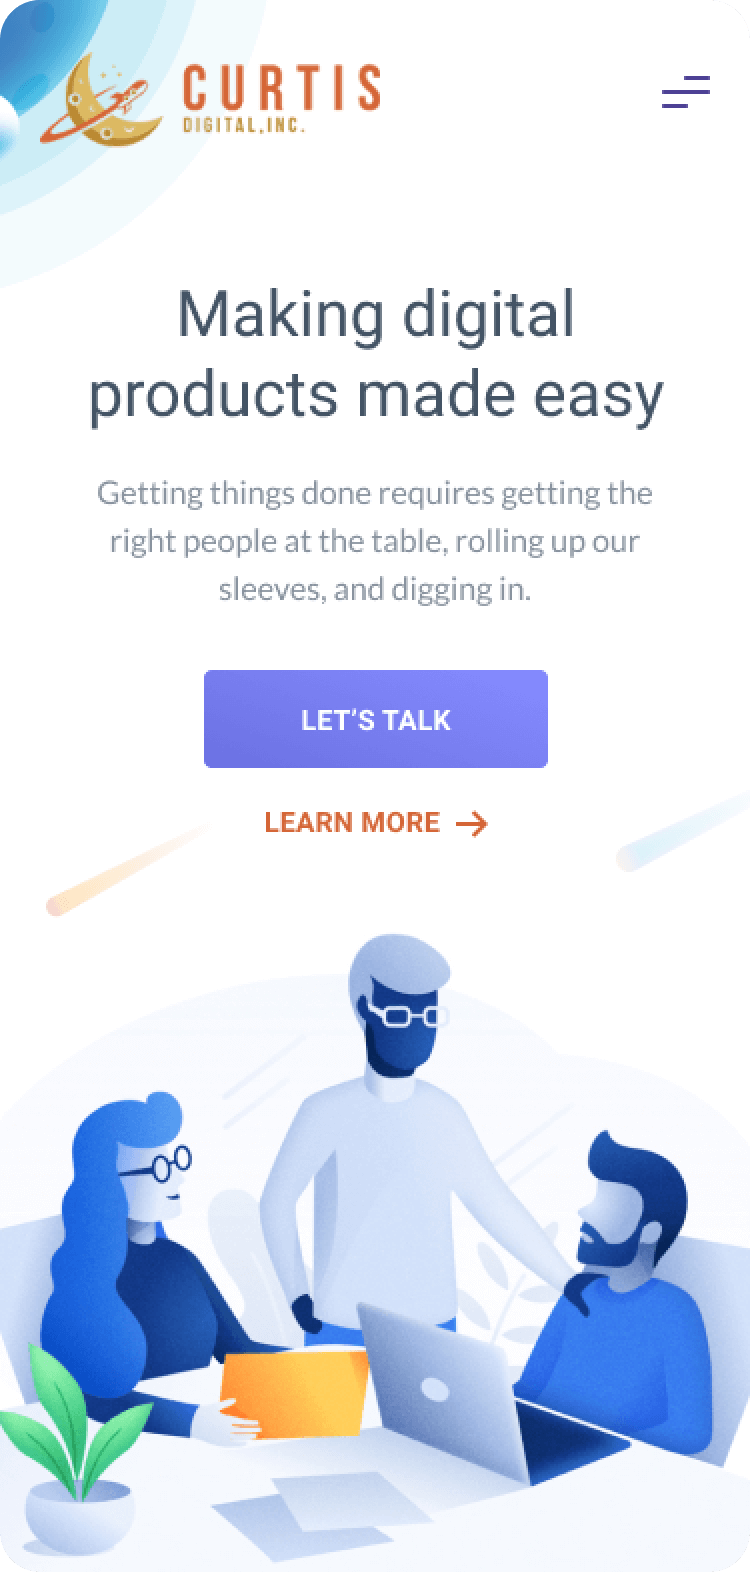 CURTIS
DIGITAL,INC.
Making digital
products made easy
Getting things done requires getting the
right people at the table, rolling up our
sleeves, and digging in.
LET’S TALK
LEARN MORE